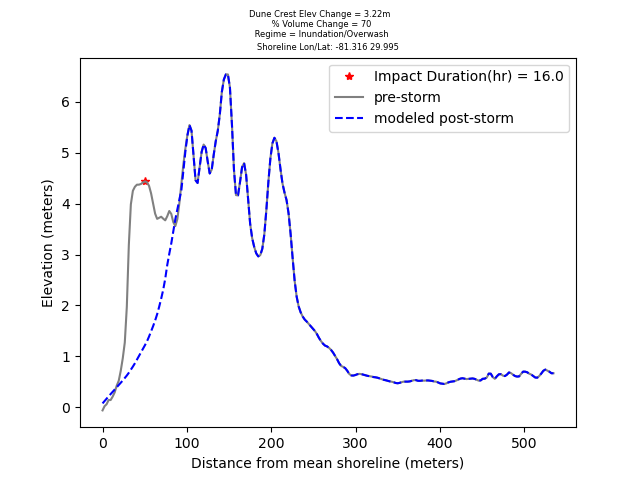 Dune Crest Elev Change = 3.22m
% Volume Change = 70
Regime = Inundation/Overwash
Shoreline Lon/Lat: -81.316 29.995
Impact Duration(hr) = 16.0
pre-storm
modeled post-storm
6
5
4
3
2
1
0
Elevation (meters)
0 100 200 300 400 500
Distance from mean shoreline (meters)